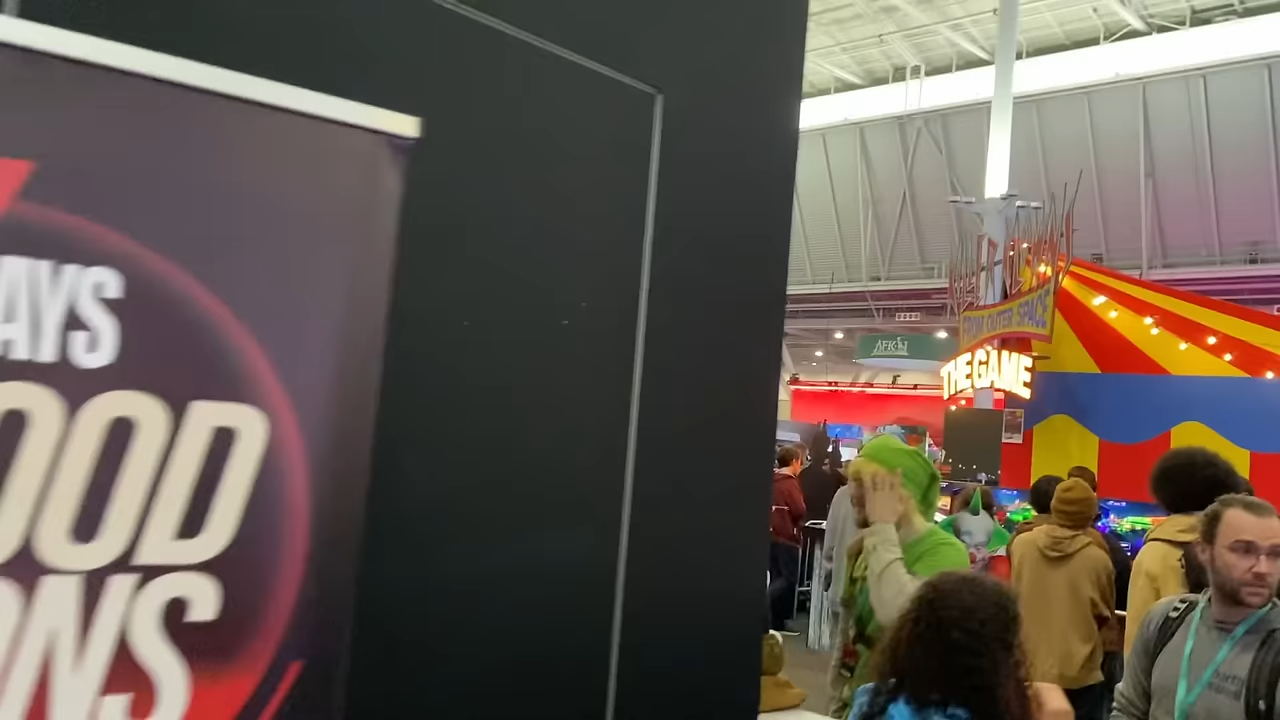 AYS
OOD
ONS
FROM OUTER SPACE
THE GAME
AFK